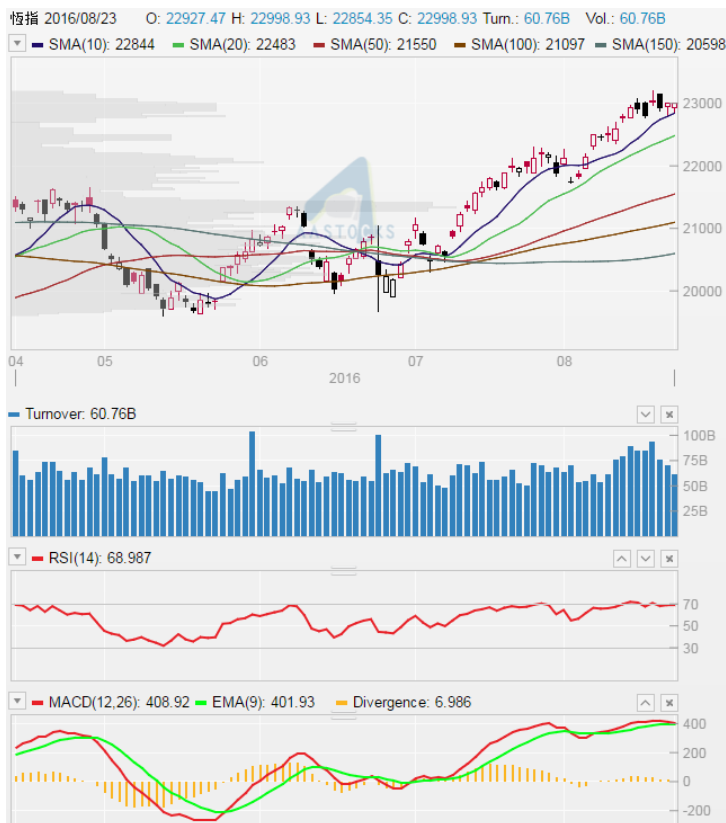 恆指 2016/08/23 O: 22927.47 H: 22998.93 L: 22854.35 C: 22998.93 Turn.: 60.76B Vol.: 60.76B
SMA(10): 22844 SMA(20): 22483 SMA(50): 21550 SMA(100): 21097 SMA(150): 20598
23000
22000
21000
20000
AASTOCKS
04 05 06 07 08
2016
Turnover: 60.76B
100B
75B
50B
25B
RSI(14): 68.987
70
50
30
MACD(12,26): 408.92 EMA(9): 401.93 Divergence: 6.986
400
200
0
-200